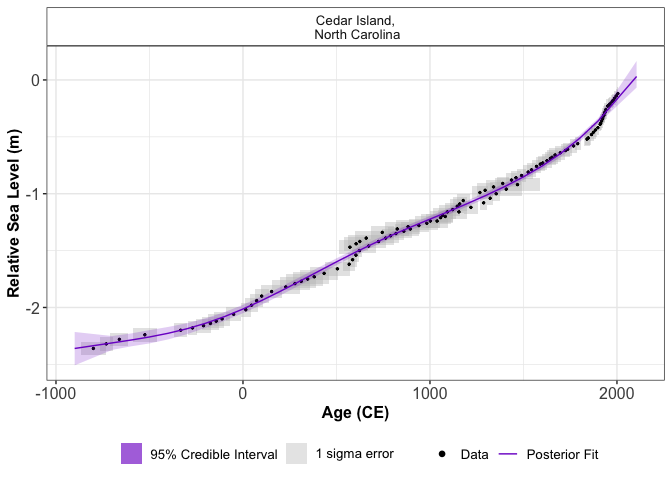 Cedar Island,
North Carolina
Relative Sea Level (m)
0
-1
-2
-1000 0 1000 2000
Age (CE)
95% Credible Interval 1 sigma error Data Posterior Fit